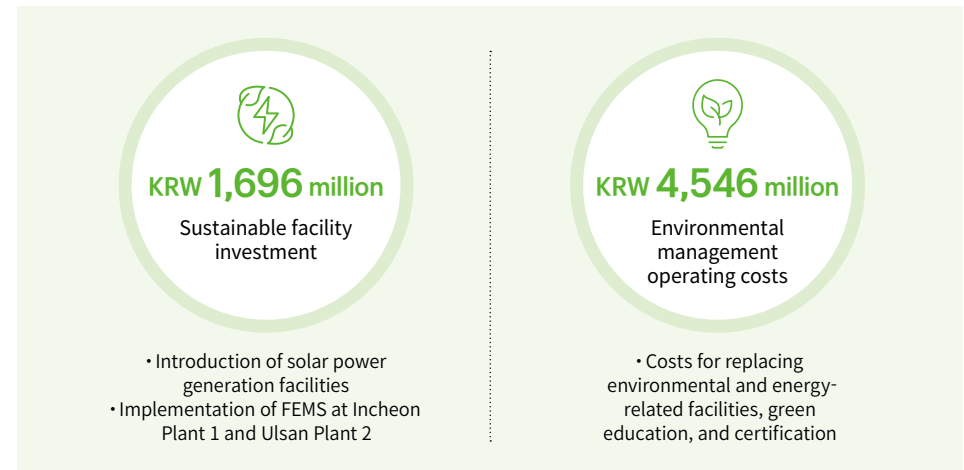 KRW 1,696 million
Sustainable facility
investment
• Introduction of solar power
generation facilities
• Implementation of FEMS at Incheon
Plant 1 and Ulsan Plant 2
KRW 4,546 million
Environmental
management
operating costs
• Costs for replacing
environmental and energy-
related facilities, green
education, and certification